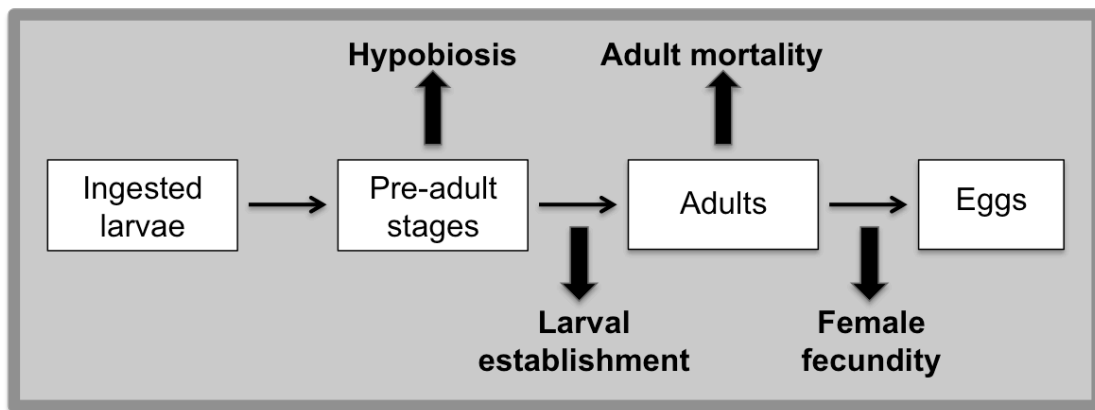 Hypobiosis
Adult mortality
Ingested
larvae
Pre-adult
stages
Adults
Eggs
Larval
establishment
Female
fecundity